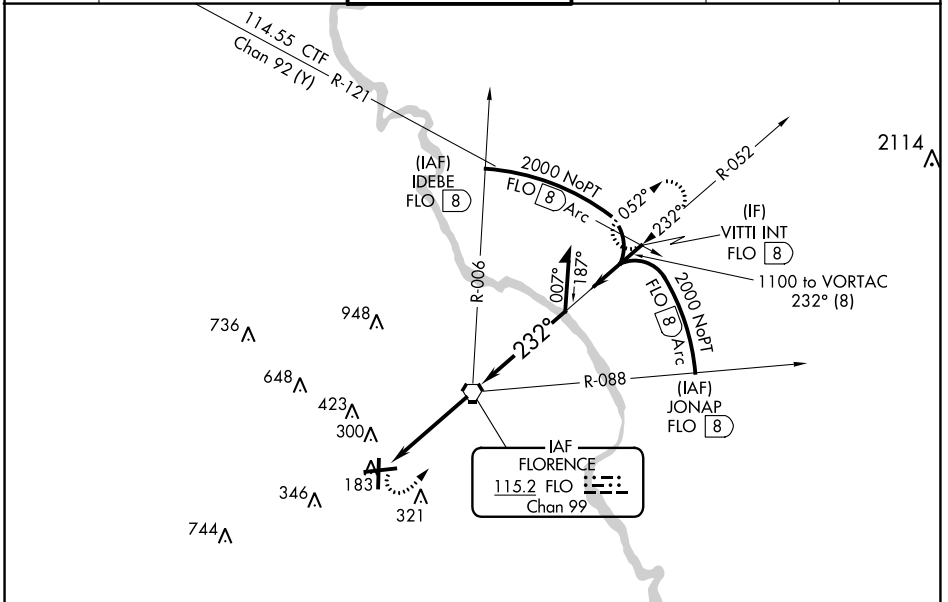 114.55 CTF R-121
Chan 92 (Y)
2114
(IAF)
IDEBE
FLO 8
2000 NoPT
FLO 8 Arc
R-006
052°
232°
R-052
(IF)
VITTI INT
FLO 8
1100 to VORTAC
232° (8)
007°
187°
2000 NoPT
FLO 8 Arc
232°
R-088
(IAF)
JONAP
FLO 8
948
736
648
423
300
183
346
321
744
IAF
FLORENCE
115.2 FLO
Chan 99